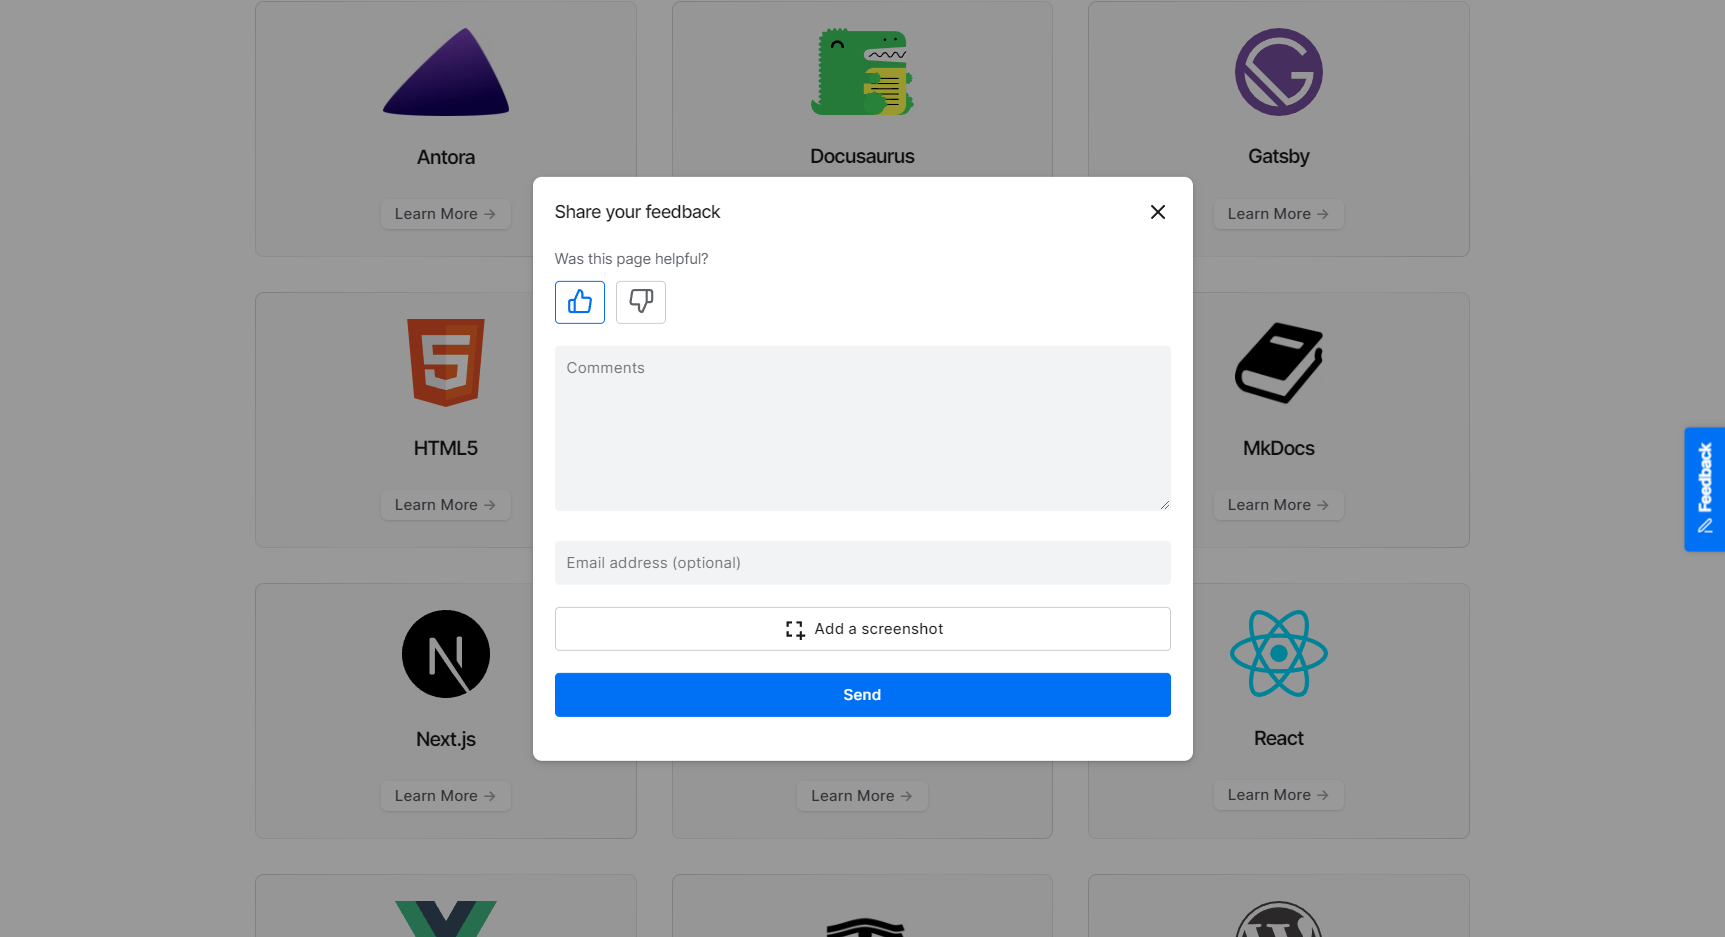 Antora
Docusaurus
Gatsby
Learn More →
Learn More →
Share your feedback
Was this page helpful?
Comments
Email address (optional)
Add a screenshot
Send
HTML5
MkDocs
Learn More →
Learn More →
Feedback
Next.js
React
Learn More →
Learn More →
Learn More →